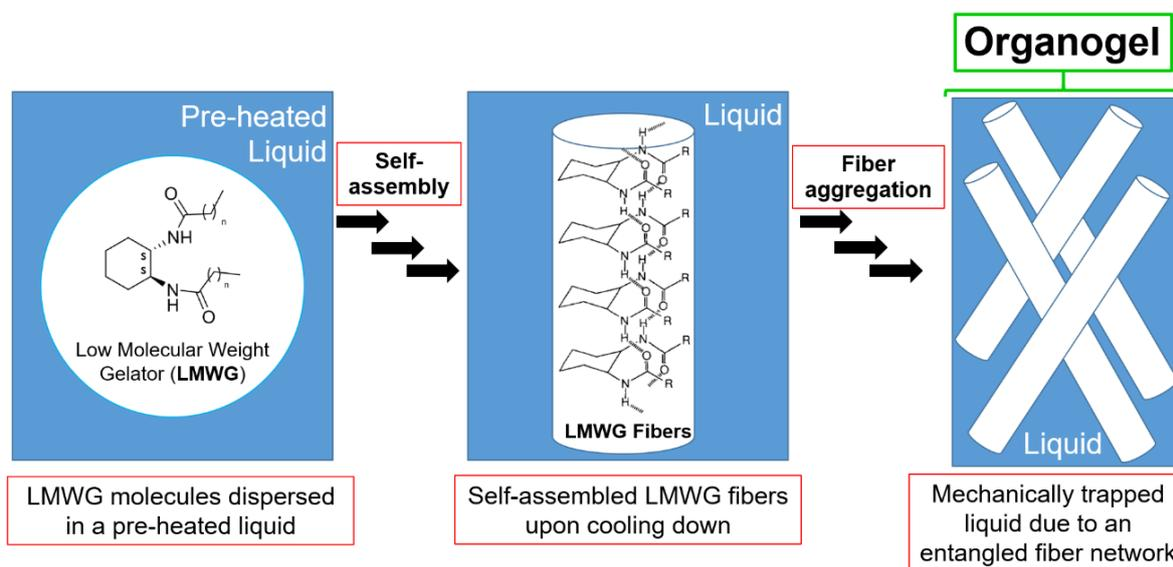 Organogel
Pre-heated
Liquid
O
n
NH
S
S
N
H
n
O
Low Molecular Weight
Gelator (LMWG)
Self-
assembly
Liquid
H
N
R
O
O
N
R
H
H
N
R
O
O
N
R
H
H
N
R
O
O
N
R
H
H
N
R
O
O
N
R
H
LMWG Fibers
Fiber
aggregation
Liquid
LMWG molecules dispersed
in a pre-heated liquid
Self-assembled LMWG fibers
upon cooling down
Mechanically trapped
liquid due to an
entangled fiber network